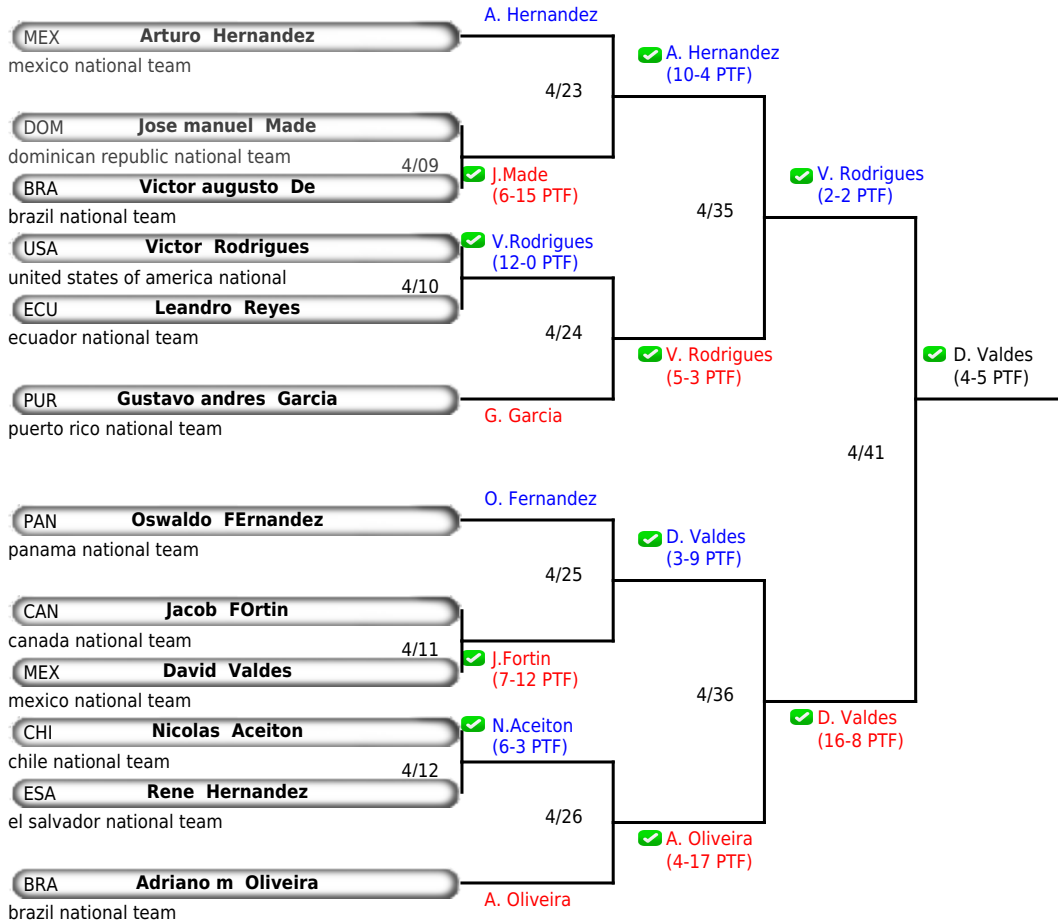 A. Hernandez
MEX Arturo Hernandez
mexico national team
4/23
A. Hernandez
(10-4 PTF)
DOM Jose manuel Made
dominican republic national team
4/09
J.Made
(6-15 PTF)
BRA Victor augusto De
brazil national team
4/35
V. Rodrigues
(2-2 PTF)
USA Victor Rodrigues
united states of america national
V.Rodrigues
(12-0 PTF)
4/10
ECU Leandro Reyes
ecuador national team
4/24
V. Rodrigues
(5-3 PTF)
PUR Gustavo andres Garcia
puerto rico national team
G. Garcia
D. Valdes
(4-5 PTF)
4/41
O. Fernandez
PAN Oswaldo FErnandez
panama national team
4/25
D. Valdes
(3-9 PTF)
CAN Jacob FOrtin
canada national team
4/11
J.Fortin
(7-12 PTF)
MEX David Valdes
mexico national team
4/36
D. Valdes
(16-8 PTF)
CHI Nicolas Aceiton
chile national team
N.Aceiton
(6-3 PTF)
4/12
ESA Rene Hernandez
el salvador national team
4/26
A. Oliveira
(4-17 PTF)
BRA Adriano m Oliveira
brazil national team
A. Oliveira